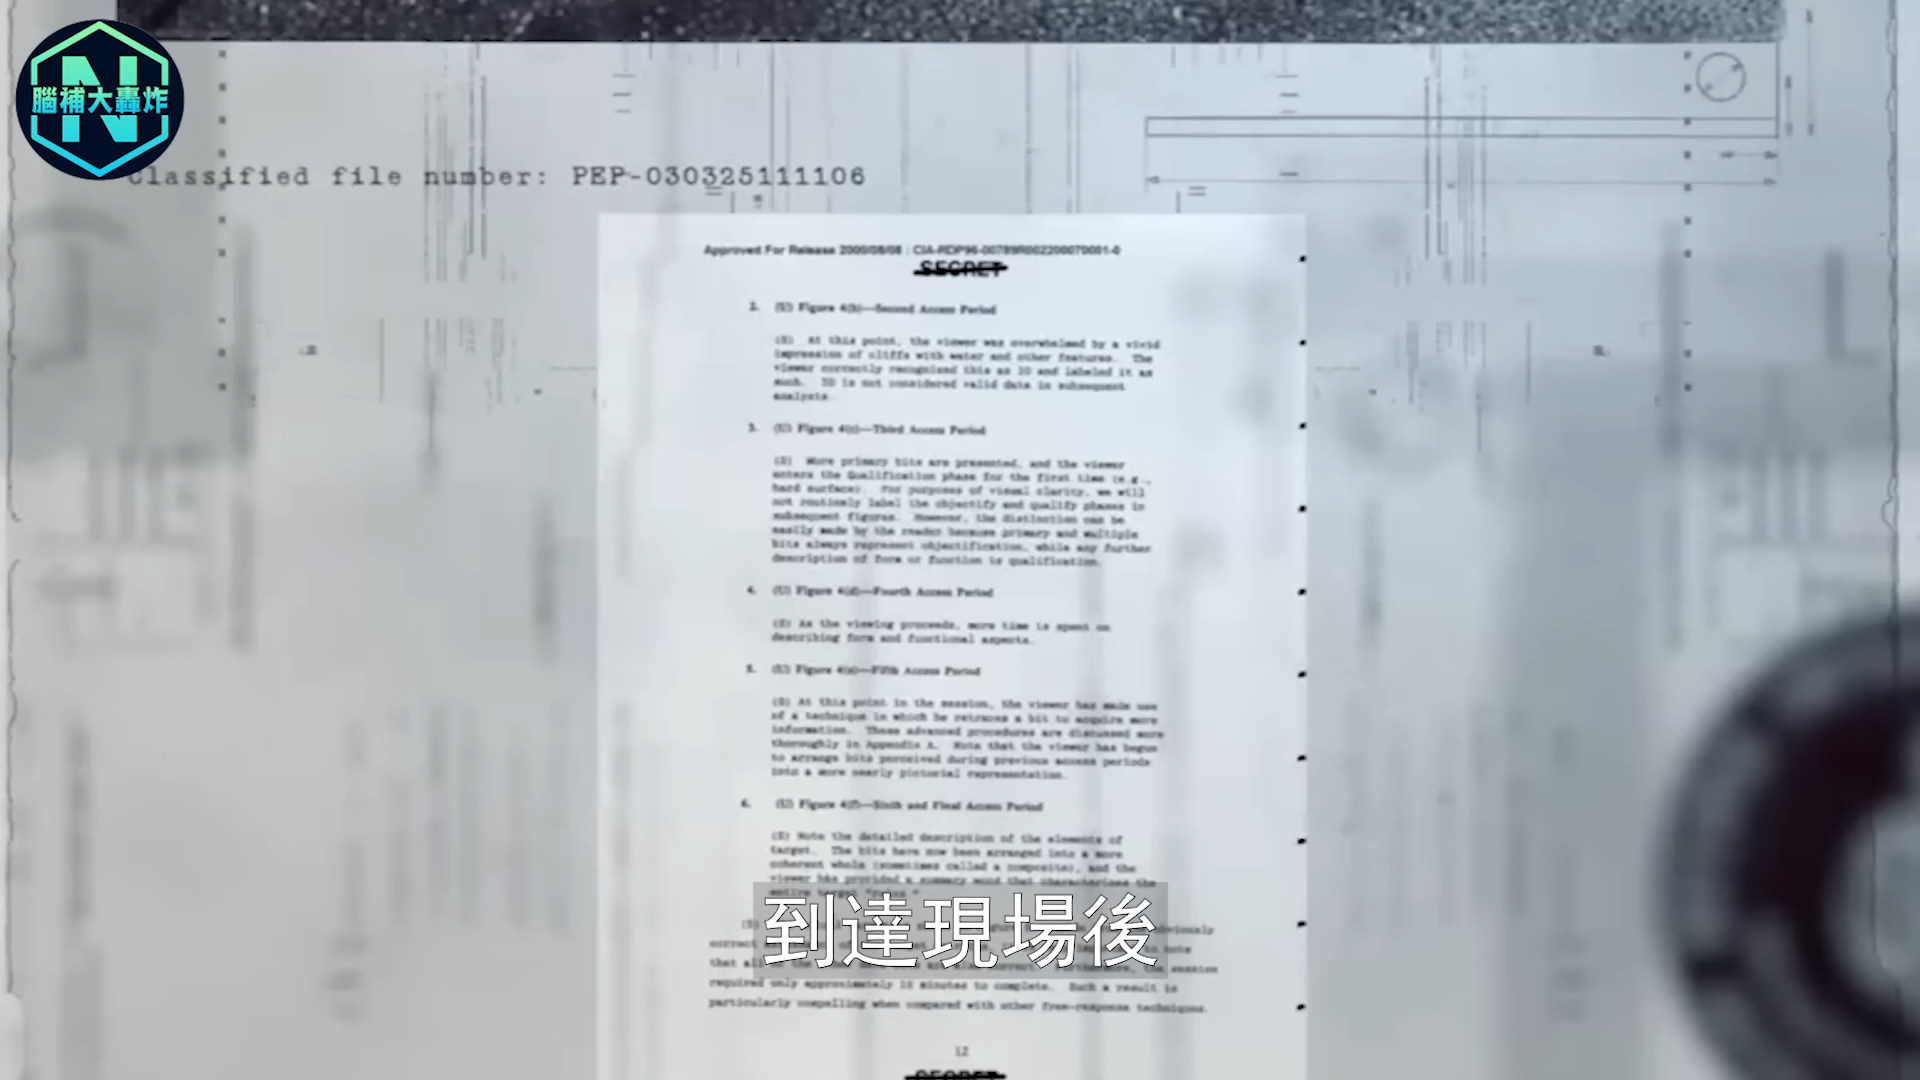 腦補大轟炸
Classified file number: PEP-030325111106
Approved For Release 2000/08/08 : CIA-RDP96-00789R002200070001-0
SECRET
2. (U) Figure 4(b)—Second Access Period
(S) At this point, the viewer was overwhelmed by a vivid
impression of cliffs with water and other features. The
viewer correctly recognized this as IO and labeled it as
such. IO is not considered valid data in subsequent
analysis.
3. (U) Figure 4(c)—Third Access Period
(S) More primary bits are presented, and the viewer
enters the Qualification phase for the first time (e.g.,
hard surface). For purposes of visual clarity, we will
not routinely label the objectify and qualify phases in
subsequent figures. However, the distinction can be
easily made by the reader because primary and multiple
bits always represent objectification, while any further
description of form or function is qualification.
4. (U) Figure 4(d)—Fourth Access Period
(S) As the viewing proceeds, more time is spent on
describing form and functional aspects.
5. (U) Figure 4(e)—Fifth Access Period
(S) At this point in the session, the viewer has made use
of a technique in which he retraces a bit to acquire more
information. These advanced procedures are discussed more
thoroughly in Appendix A. Note that the viewer has begun
to arrange bits perceived during previous access periods
into a more nearly pictorial representation.
6. (U) Figure 4(f)—Sixth and Final Access Period
(S) Note the detailed description of the elements of
target. The bits have now been arranged into a more
coherent whole (sometimes called a composite), and the
viewer has provided a summary word that characterizes the
entire target
到達現場後
correct
that all
session
required only approximately 15 minutes to complete. Such a result is
particularly compelling when compared with other free-response techniques.
12
SECRET